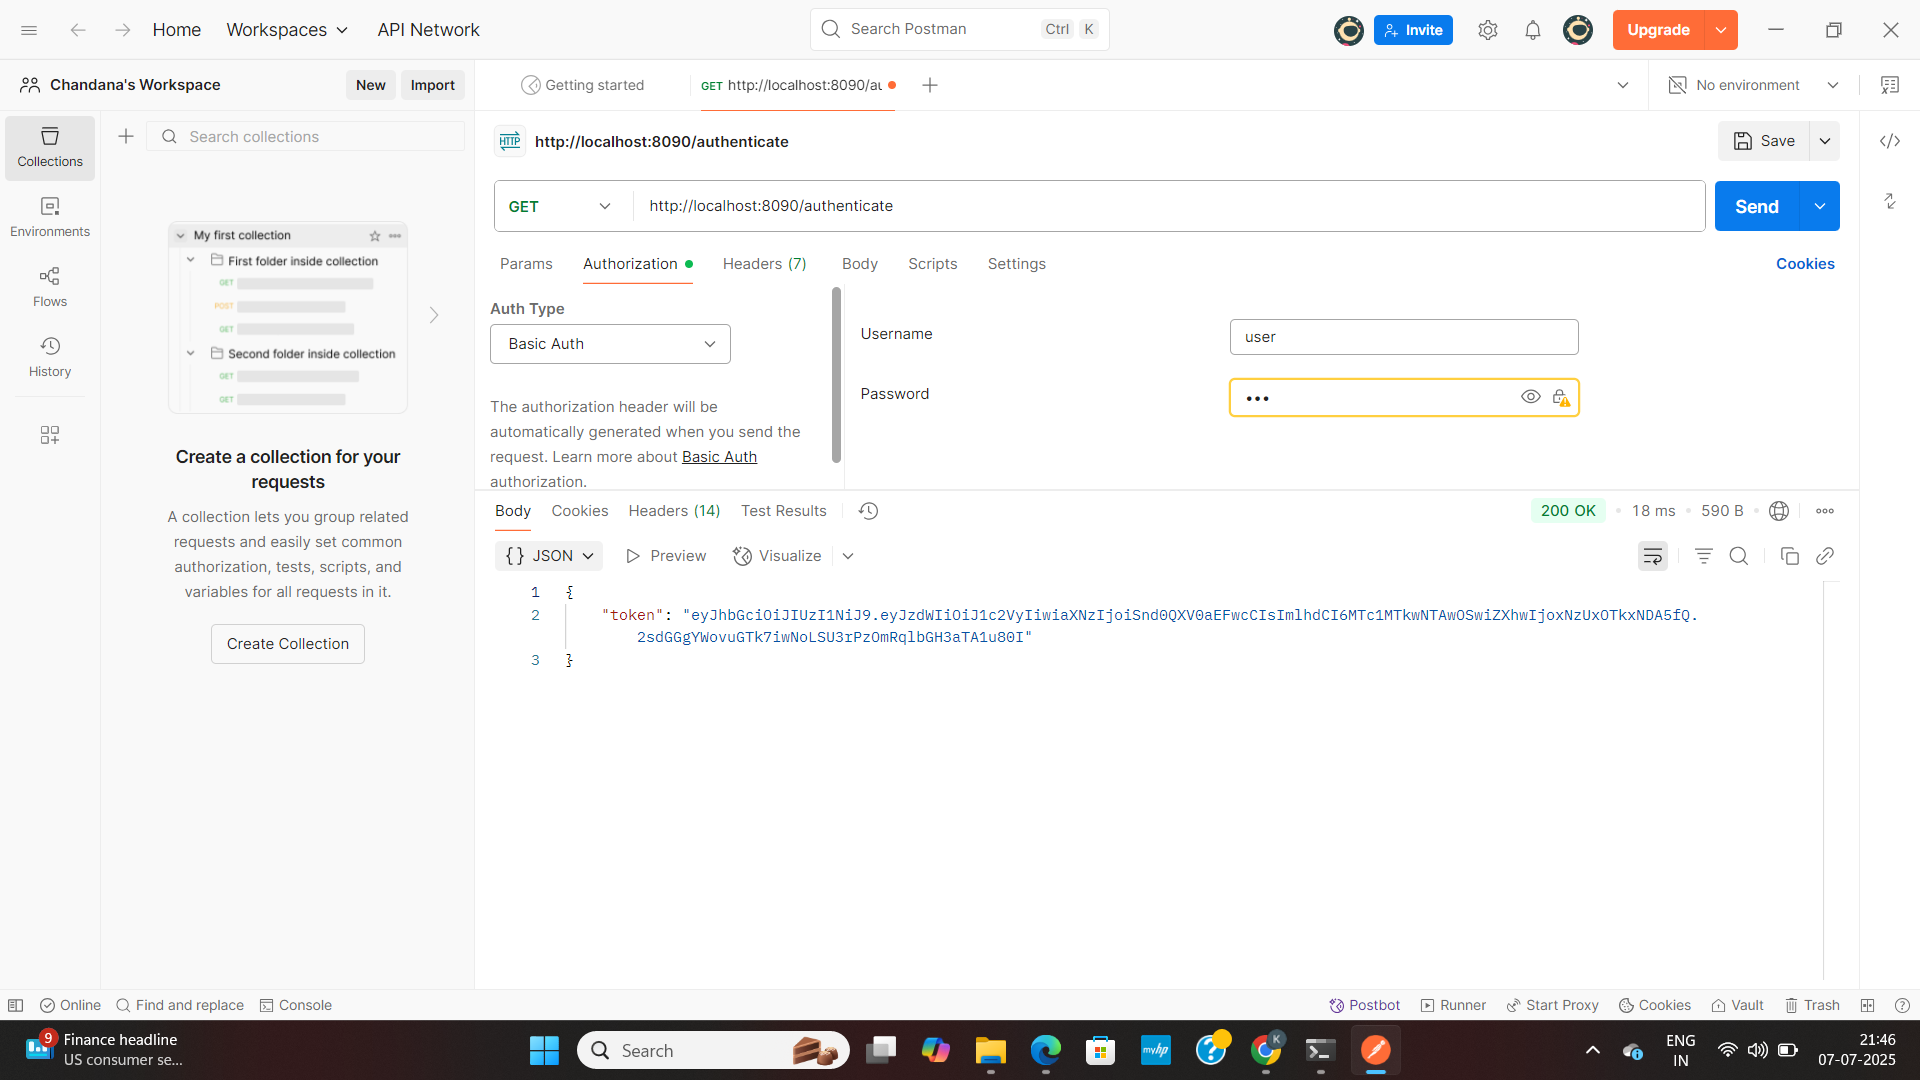 Home
Workspaces
API Network
Search Postman
Ctrl K
Invite
Upgrade
Chandana's Workspace
New
Import
Getting started
GET http://localhost:8090/au
No environment
Collections
Environments
Flows
History
Search collections
My first collection
First folder inside collection
GET
POST
GET
Second folder inside collection
GET
GET
Create a collection for your
requests
A collection lets you group related
requests and easily set common
authorization, tests, scripts, and
variables for all requests in it.
Create Collection
HTTP http://localhost:8090/authenticate
Save
GET http://localhost:8090/authenticate
Send
Params Authorization Headers (7) Body Scripts Settings
Cookies
Auth Type
Basic Auth
The authorization header will be
automatically generated when you send the
request. Learn more about Basic Auth
authorization.
Username
user
Password
•••
Body Cookies Headers (14) Test Results
200 OK • 18 ms • 590 B
{} JSON Preview Visualize
1 {
2 "token": "eyJhbGciOiJIUzI1NiJ9.eyJzdWIiOiJ1c2VyIiwiaXNzIjoiSnd0QXV0aEFwcCIsImlhdCI6MTc1MTkwNTAwOSwiZXhwIjoxNzUxOTkxNDA5fQ.
2sdGGgYWovuGTk7iwNoLSU3rPzOmRqlbGH3aTA1u80I"
3 }
Online Find and replace Console
Postbot Runner Start Proxy Cookies Vault Trash
9
Finance headline
US consumer se...
Search
myhp
K
ENG
IN
21:46
07-07-2025